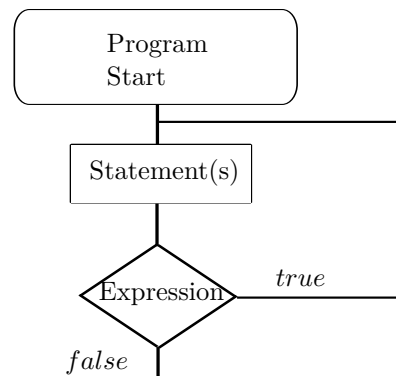 Program
Start
Statement(s)
Expression
true
false